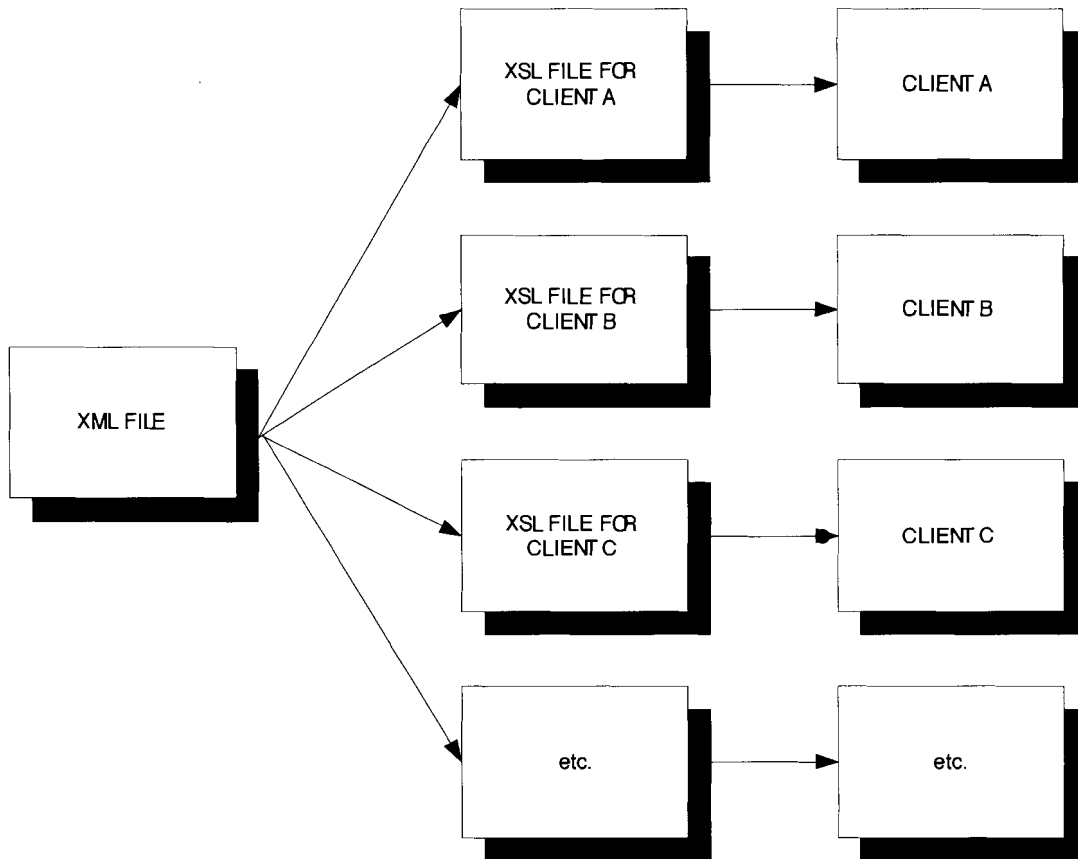 XSL FILE FOR
CLIENT A
CLIENT A
XSL FILE FOR
CLIENT B
CLIENT B
XML FILE
XSL FILE FOR
CLIENT C
CLIENT C
etc.
etc.